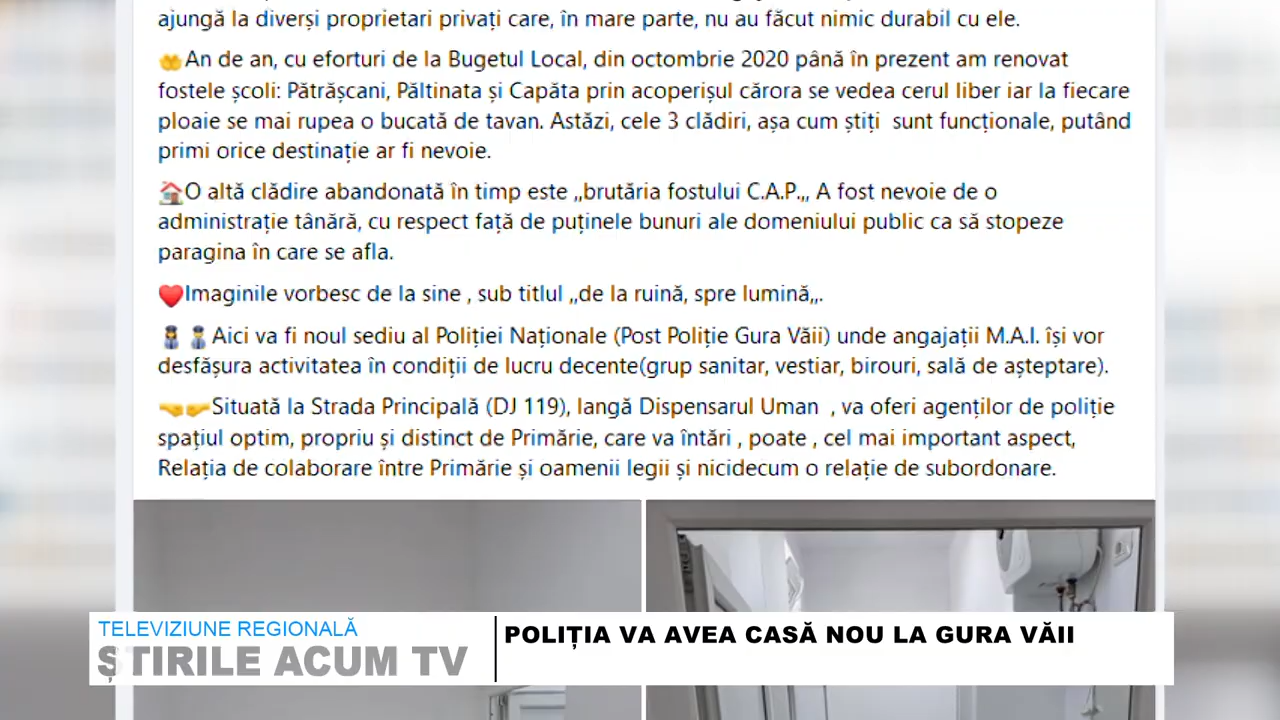 ajungă la diverși proprietari privați care, în mare parte, nu au făcut nimic durabil cu ele.
🤲An de an, cu eforturi de la Bugetul Local, din octombrie 2020 până în prezent am renovat
fostele școli: Pătrășcani, Păltinata și Capăta prin acoperișul cărora se vedea cerul liber iar la fiecare
ploaie se mai rupea o bucată de tavan. Astăzi, cele 3 clădiri, așa cum știți  sunt funcționale, putând
primi orice destinație ar fi nevoie.
🏠O altă clădire abandonată în timp este ,,brutăria fostului C.A.P.,, A fost nevoie de o
administrație tânără, cu respect față de puținele bunuri ale domeniului public ca să stopeze
paragina în care se afla.
♥️Imaginile vorbesc de la sine , sub titlul ,,de la ruină, spre lumină,,.
👮‍♂️👮‍♂️Aici va fi noul sediu al Poliției Naționale (Post Poliție Gura Văii) unde angajații M.A.I. își vor
desfășura activitatea în condiții de lucru decente(grup sanitar, vestiar, birouri, sală de așteptare).
🤜🤛Situată la Strada Principală (DJ 119), langă Dispensarul Uman  , va oferi agenților de poliție
spațiul optim, propriu și distinct de Primărie, care va întări , poate , cel mai important aspect,
Relația de colaborare între Primărie și oamenii legii și nicidecum o relație de subordonare.
TELEVIZIUNE REGIONALĂ
ȘTIRILE ACUM TV
POLIȚIA VA AVEA CASĂ NOU LA GURA VĂII